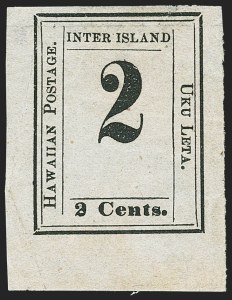 INTER ISLAND
HAWAIIAN POSTAGE.
2
UKU LETA.
2 Cents.